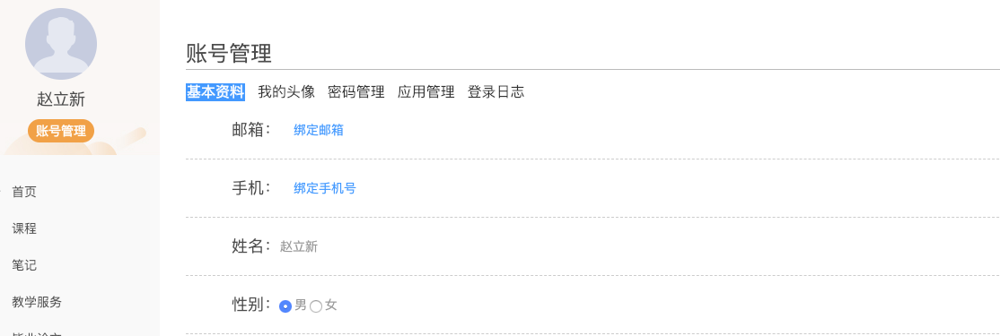 赵立新
账号管理
首页
课程
笔记
教学服务
账号管理
基本资料 我的头像 密码管理 应用管理 登录日志
邮箱： 绑定邮箱
手机： 绑定手机号
姓名： 赵立新
性别： 男 女